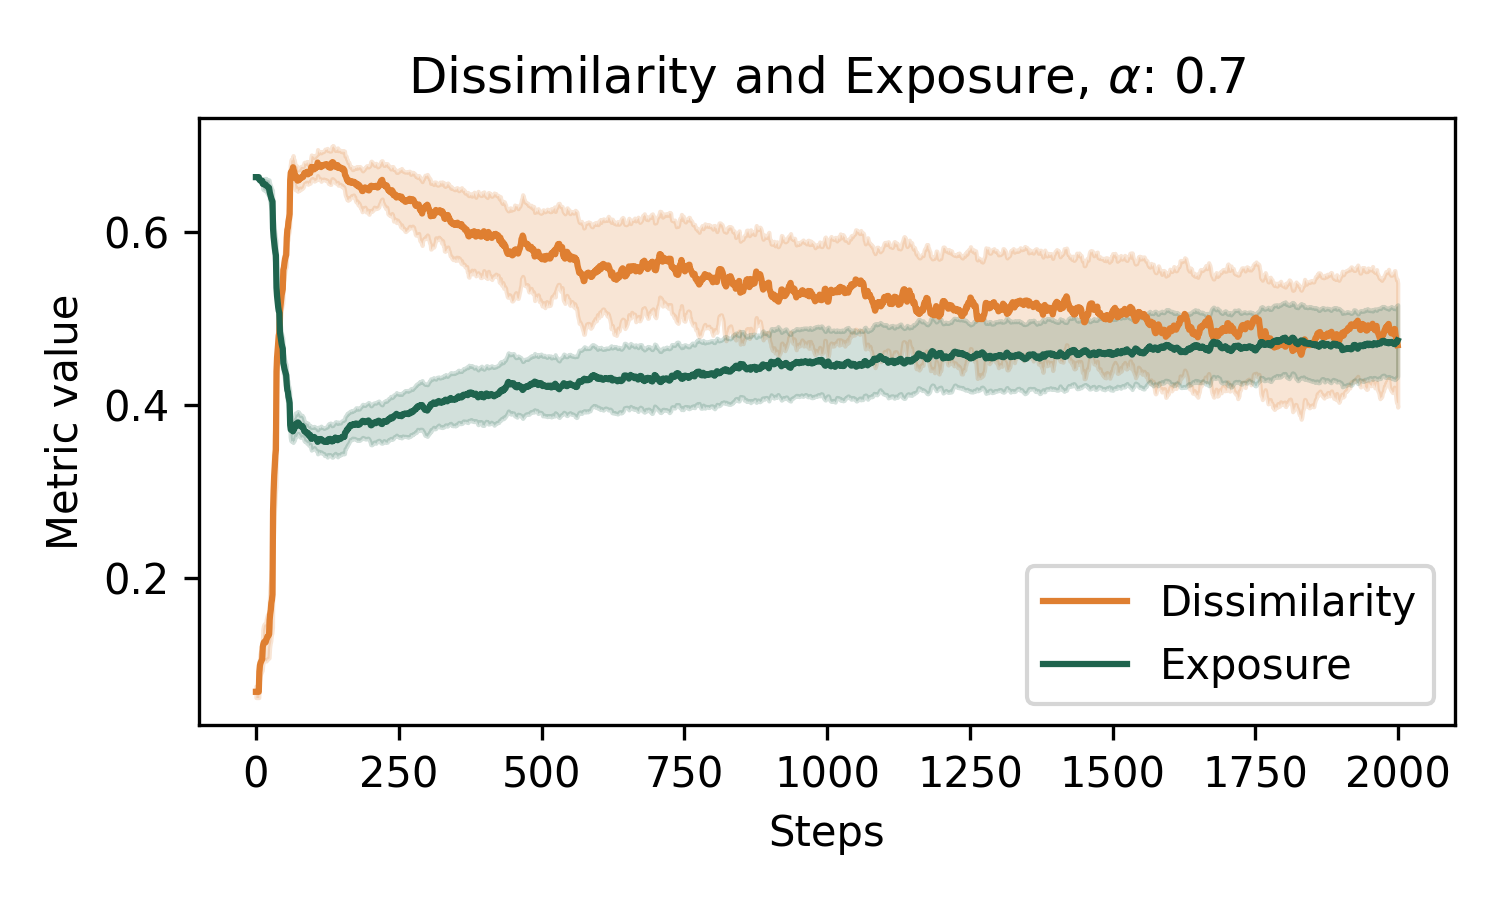 Dissimilarity and Exposure, α: 0.7
Metric value
0.6
0.4
0.2
Dissimilarity
Exposure
0 250 500 750 1000 1250 1500 1750 2000
Steps